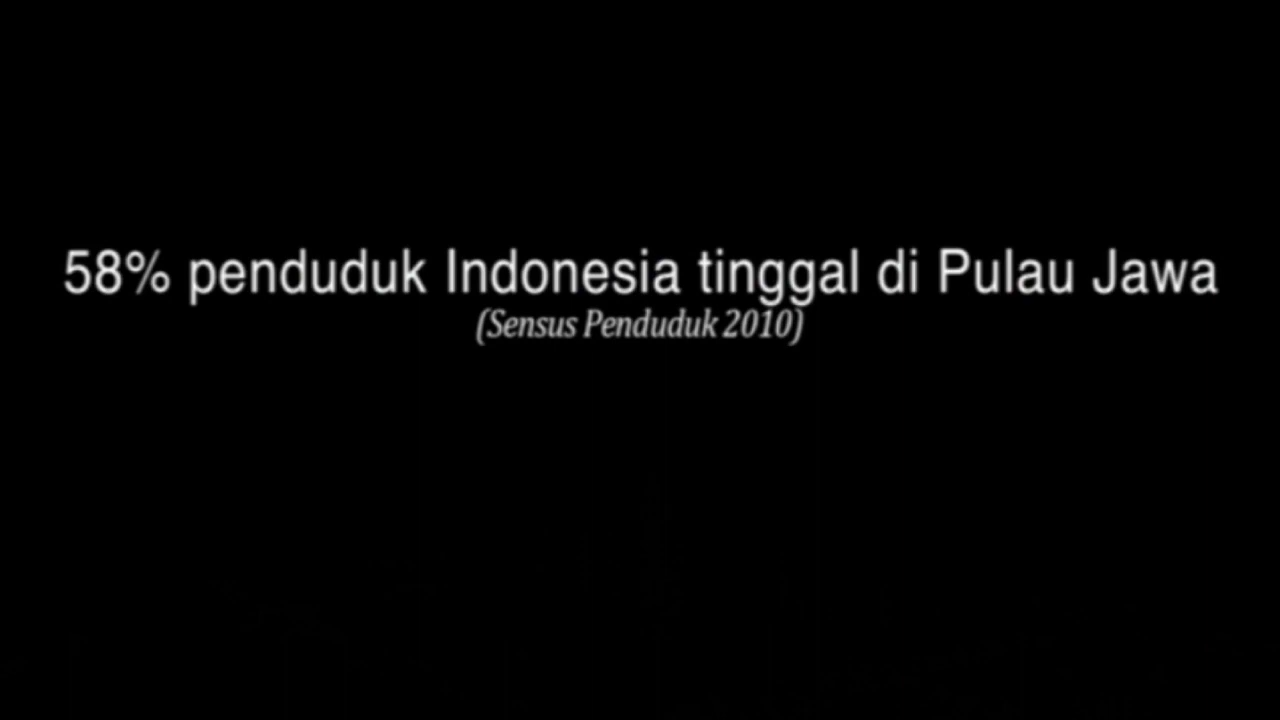 58% penduduk Indonesia tinggal di Pulau Jawa
(Sensus Penduduk 2010)